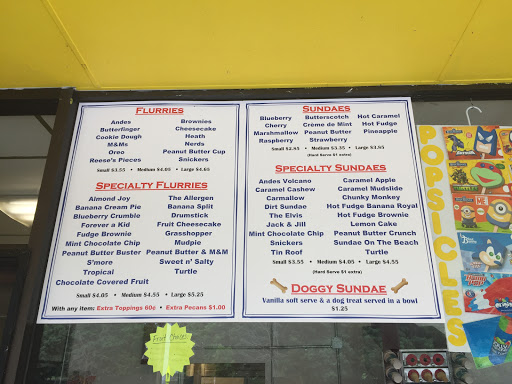 FLURRIES
Andes Brownies
Butterfinger Cheesecake
Cookie Dough Heath
M&Ms Nerds
Oreo Peanut Butter Cup
Reese's Pieces Snickers
Small $3.55 • Medium $4.05 • Large $4.65
SPECIALTY FLURRIES
Almond Joy The Allergen
Banana Cream Pie Banana Split
Blueberry Crumble Drumstick
Forever a Kid Fruit Cheesecake
Fudge Brownie Grasshopper
Mint Chocolate Chip Mudpie
Peanut Butter Buster Peanut Butter & M&M
S'more Sweet n' Salty
Tropical Turtle
Chocolate Covered Fruit
Small $4.05 • Medium $4.55 • Large $5.25
With any item: Extra Toppings 60¢ • Extra Pecans $1.00
SUNDAES
Blueberry Butterscotch Hot Caramel
Cherry Crème de Mint Hot Fudge
Marshmallow Peanut Butter Pineapple
Raspberry Strawberry
Small $2.95 • Medium $3.35 • Large $3.65
(Hard Serve $1 extra)
SPECIALTY SUNDAES
Andes Volcano Caramel Apple
Caramel Cashew Caramel Mudslide
Carmallow Chunky Monkey
Dirt Sundae Hot Fudge Banana Royal
The Elvis Hot Fudge Brownie
Jack & Jill Lemon Cake
Mint Chocolate Chip Peanut Butter Crunch
Snickers Sundae On The Beach
Tin Roof Turtle
Small $3.55 • Medium $4.05 • Large $4.55
(Hard Serve $1 extra)
DOGGY SUNDAE
Vanilla soft serve & a dog treat served in a bowl
$1.25
POPSICLES